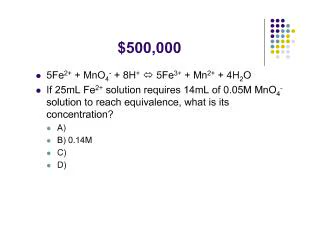 $500,000
5Fe²⁺ + MnO₄⁻ + 8H⁺ ⇔ 5Fe³⁺ + Mn²⁺ + 4H₂O
If 25mL Fe²⁺ solution requires 14mL of 0.05M MnO₄⁻
solution to reach equivalence, what is its
concentration?
A)
B) 0.14M
C)
D)